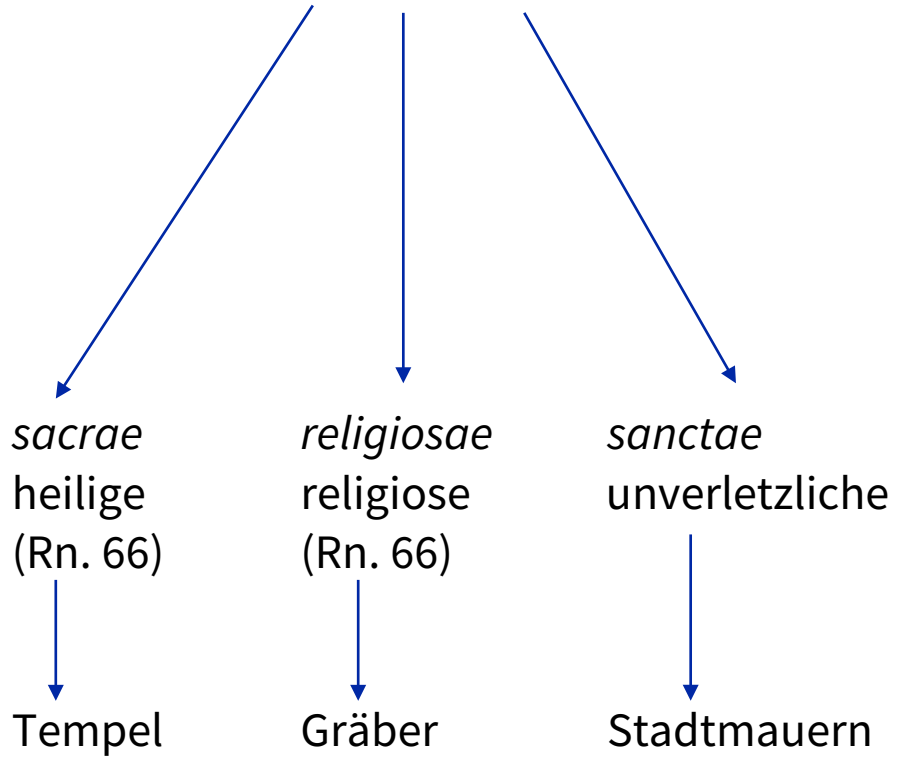 sacrae religiosae sanctae
heilige religiose unverletzliche
(Rn. 66) (Rn. 66)
Tempel Gräber Stadtmauern